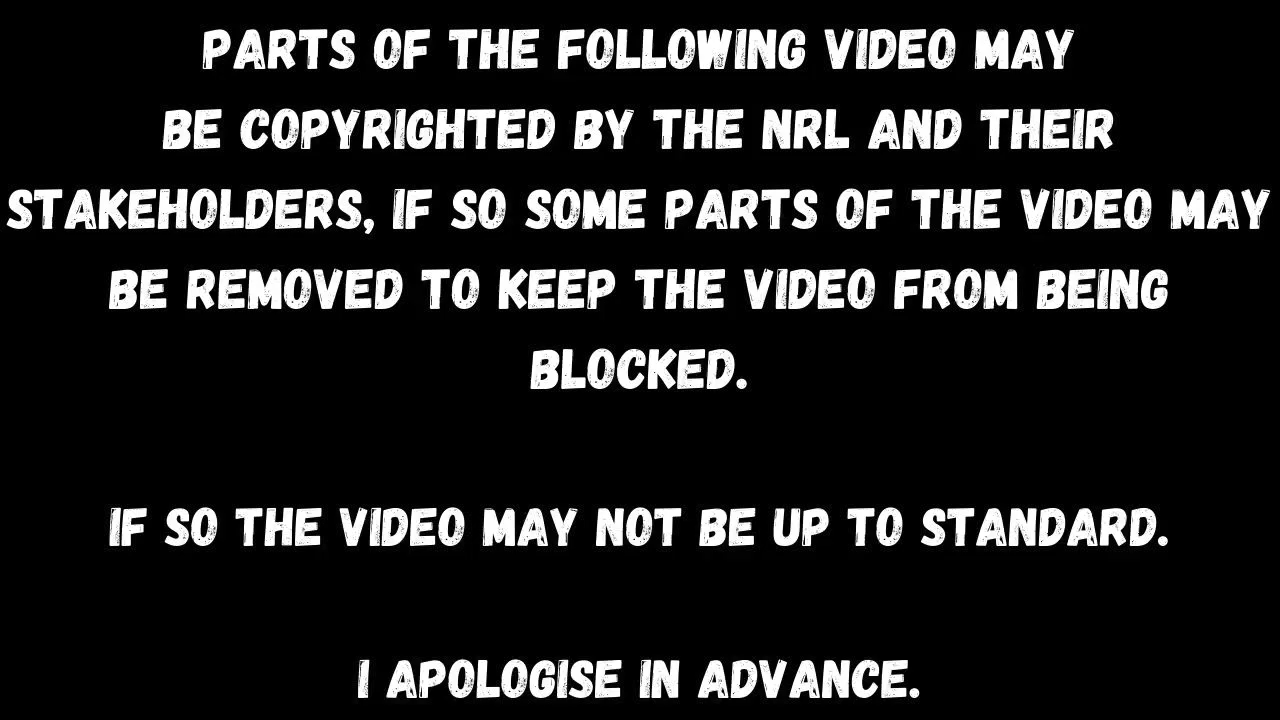 PARTS OF THE FOLLOWING VIDEO MAY
BE COPYRIGHTED BY THE NRL AND THEIR
STAKEHOLDERS, IF SO SOME PARTS OF THE VIDEO MAY
BE REMOVED TO KEEP THE VIDEO FROM BEING
BLOCKED.
IF SO THE VIDEO MAY NOT BE UP TO STANDARD.
I APOLOGISE IN ADVANCE.